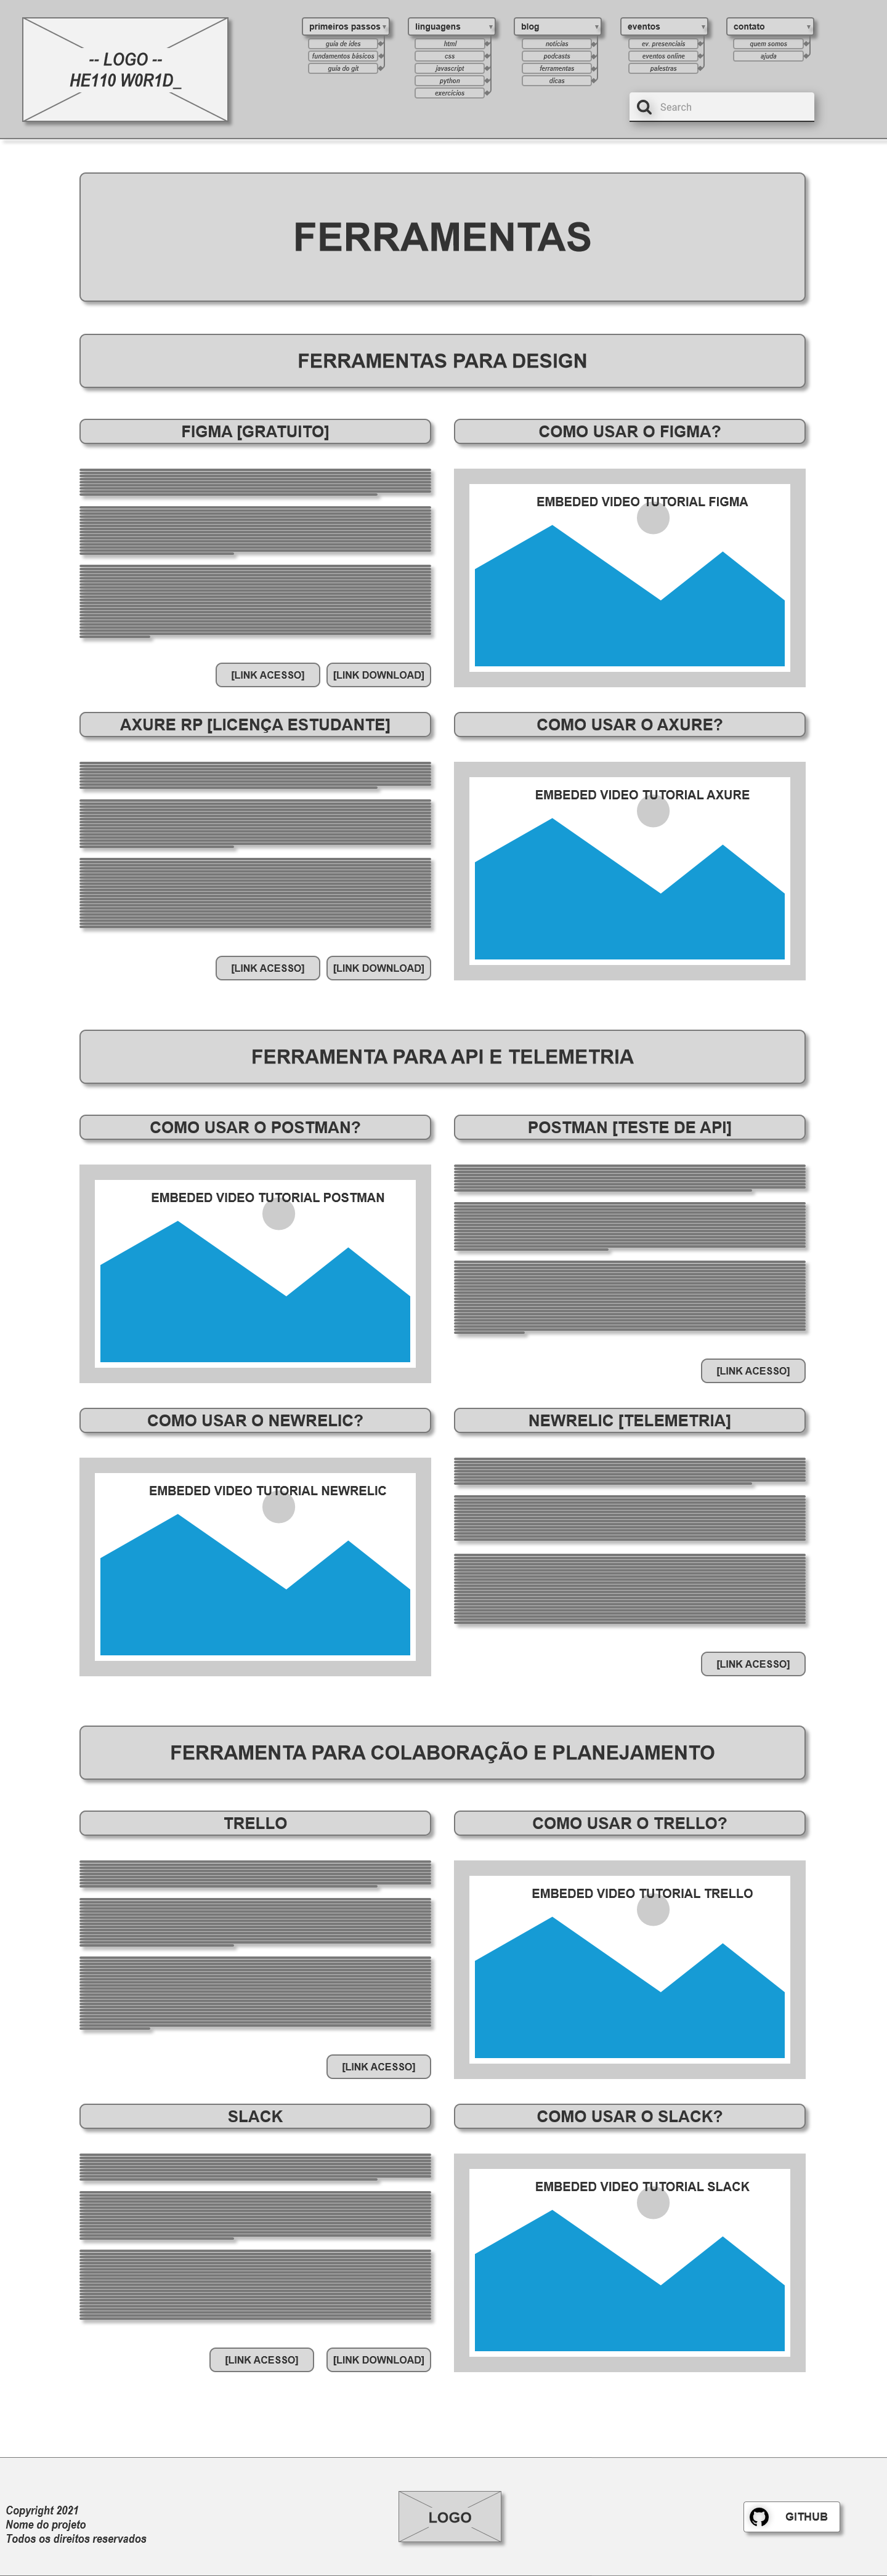 -- LOGO --
HE110 W0R1D_
primeiros passos
guia de ides
fundamentos bàsicos
guia do git
linguagens
html
css
javascript
python
exercícios
blog
notícias
podcasts
ferramentas
dicas
eventos
ev. presenciais
eventos online
palestras
contato
quem somos
ajuda
Search
FERRAMENTAS
FERRAMENTAS PARA DESIGN
FIGMA [GRATUITO]
COMO USAR O FIGMA?
EMBEDED VIDEO TUTORIAL FIGMA
[LINK ACESSO]
[LINK DOWNLOAD]
AXURE RP [LICENÇA ESTUDANTE]
COMO USAR O AXURE?
EMBEDED VIDEO TUTORIAL AXURE
[LINK ACESSO]
[LINK DOWNLOAD]
FERRAMENTA PARA API E TELEMETRIA
COMO USAR O POSTMAN?
POSTMAN [TESTE DE API]
EMBEDED VIDEO TUTORIAL POSTMAN
[LINK ACESSO]
COMO USAR O NEWRELIC?
NEWRELIC [TELEMETRIA]
EMBEDED VIDEO TUTORIAL NEWRELIC
[LINK ACESSO]
FERRAMENTA PARA COLABORAÇÃO E PLANEJAMENTO
TRELLO
COMO USAR O TRELLO?
EMBEDED VIDEO TUTORIAL TRELLO
[LINK ACESSO]
SLACK
COMO USAR O SLACK?
EMBEDED VIDEO TUTORIAL SLACK
[LINK ACESSO]
[LINK DOWNLOAD]
Copyright 2021
Nome do projeto
Todos os direitos reservados
LOGO
GITHUB